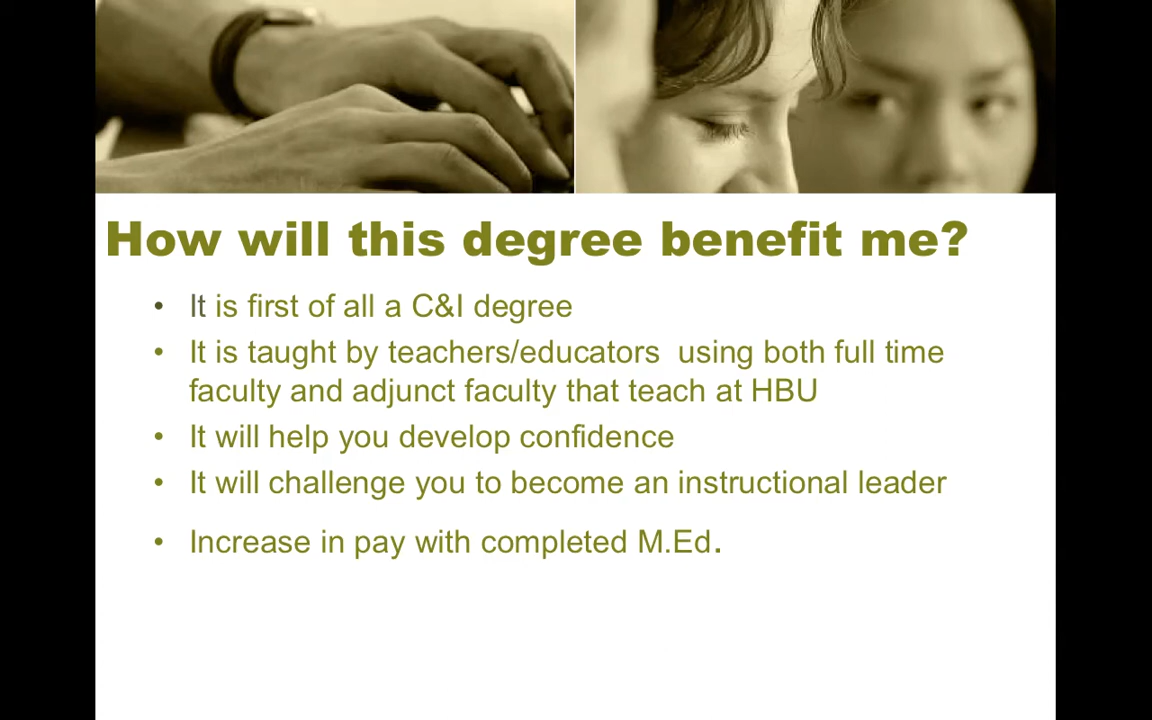 How will this degree benefit me?
• It is first of all a C&I degree
• It is taught by teachers/educators  using both full time
faculty and adjunct faculty that teach at HBU
• It will help you develop confidence
• It will challenge you to become an instructional leader
• Increase in pay with completed M.Ed.